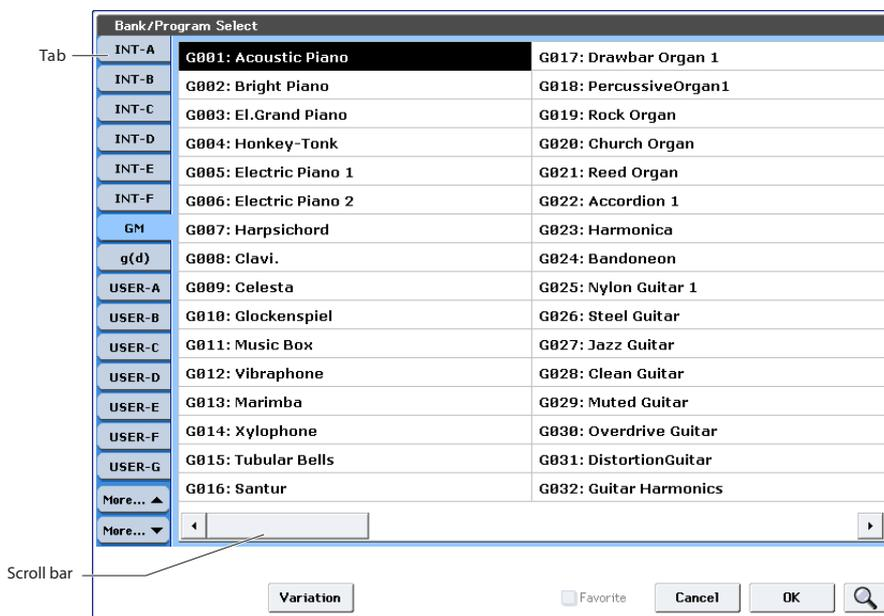 Bank/Program Select
Tab
INT-A
INT-B
INT-C
INT-D
INT-E
INT-F
GM
g(d)
USER-A
USER-B
USER-C
USER-D
USER-E
USER-F
USER-G
More... ▲
More... ▼
G001: Acoustic Piano
G002: Bright Piano
G003: El.Grand Piano
G004: Honkey-Tonk
G005: Electric Piano 1
G006: Electric Piano 2
G007: Harpsichord
G008: Clavi.
G009: Celesta
G010: Glockenspiel
G011: Music Box
G012: Vibraphone
G013: Marimba
G014: Xylophone
G015: Tubular Bells
G016: Santur
G017: Drawbar Organ 1
G018: PercussiveOrgan1
G019: Rock Organ
G020: Church Organ
G021: Reed Organ
G022: Accordion 1
G023: Harmonica
G024: Bandoneon
G025: Nylon Guitar 1
G026: Steel Guitar
G027: Jazz Guitar
G028: Clean Guitar
G029: Muted Guitar
G030: Overdrive Guitar
G031: DistortionGuitar
G032: Guitar Harmonics
Scroll bar
Variation
Favorite
Cancel
OK